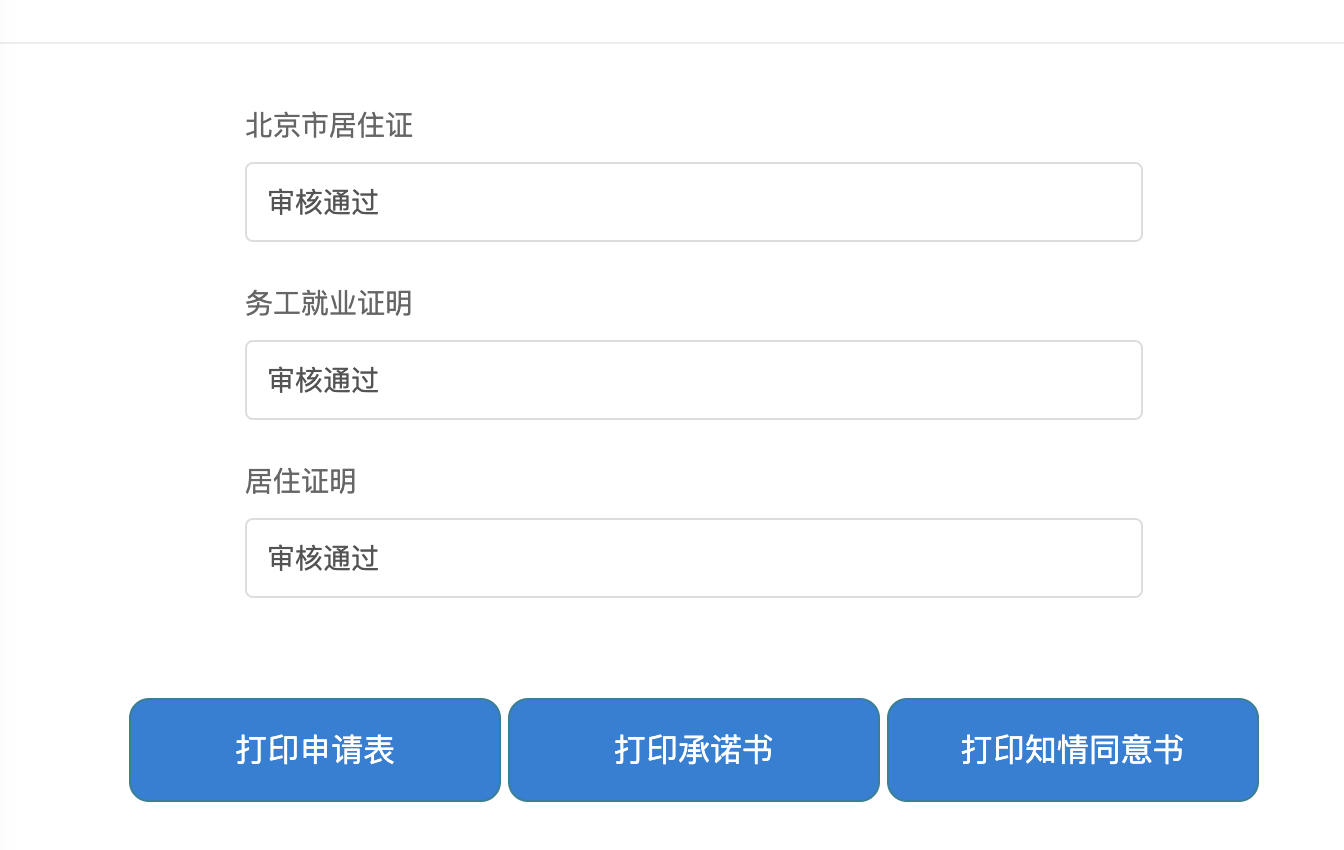 北京市居住证
审核通过
务工就业证明
审核通过
居住证明
审核通过
打印申请表
打印承诺书
打印知情同意书